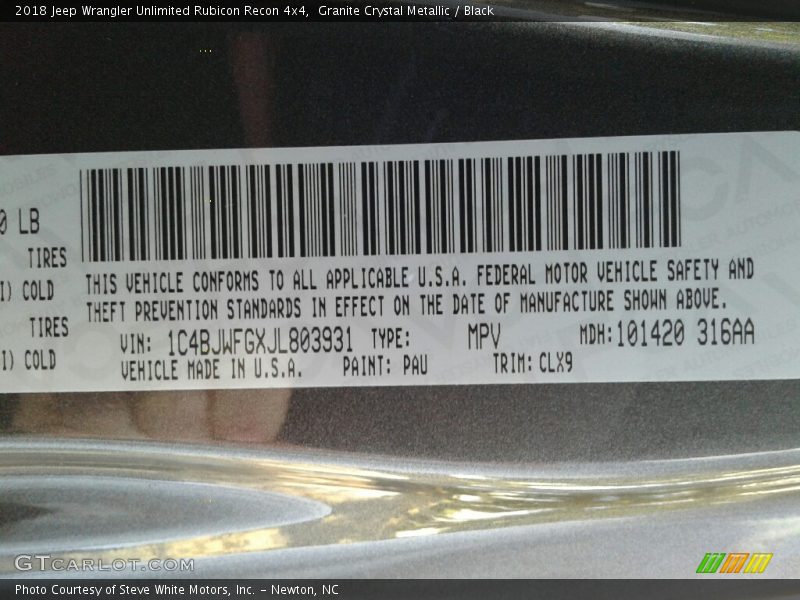 2018 Jeep Wrangler Unlimited Rubicon Recon 4x4, Granite Crystal Metallic / Black
0 LB
TIRES
I) COLD
TIRES
I) COLD
THIS VEHICLE CONFORMS TO ALL APPLICABLE U.S.A. FEDERAL MOTOR VEHICLE SAFETY AND
THEFT PREVENTION STANDARDS IN EFFECT ON THE DATE OF MANUFACTURE SHOWN ABOVE.
VIN: 1C4BJWFGXJL803931 TYPE: MPV MDH:101420 316AA
VEHICLE MADE IN U.S.A. PAINT: PAU TRIM: CLX9
GTCARLOT.COM
Photo Courtesy of Steve White Motors, Inc. – Newton, NC